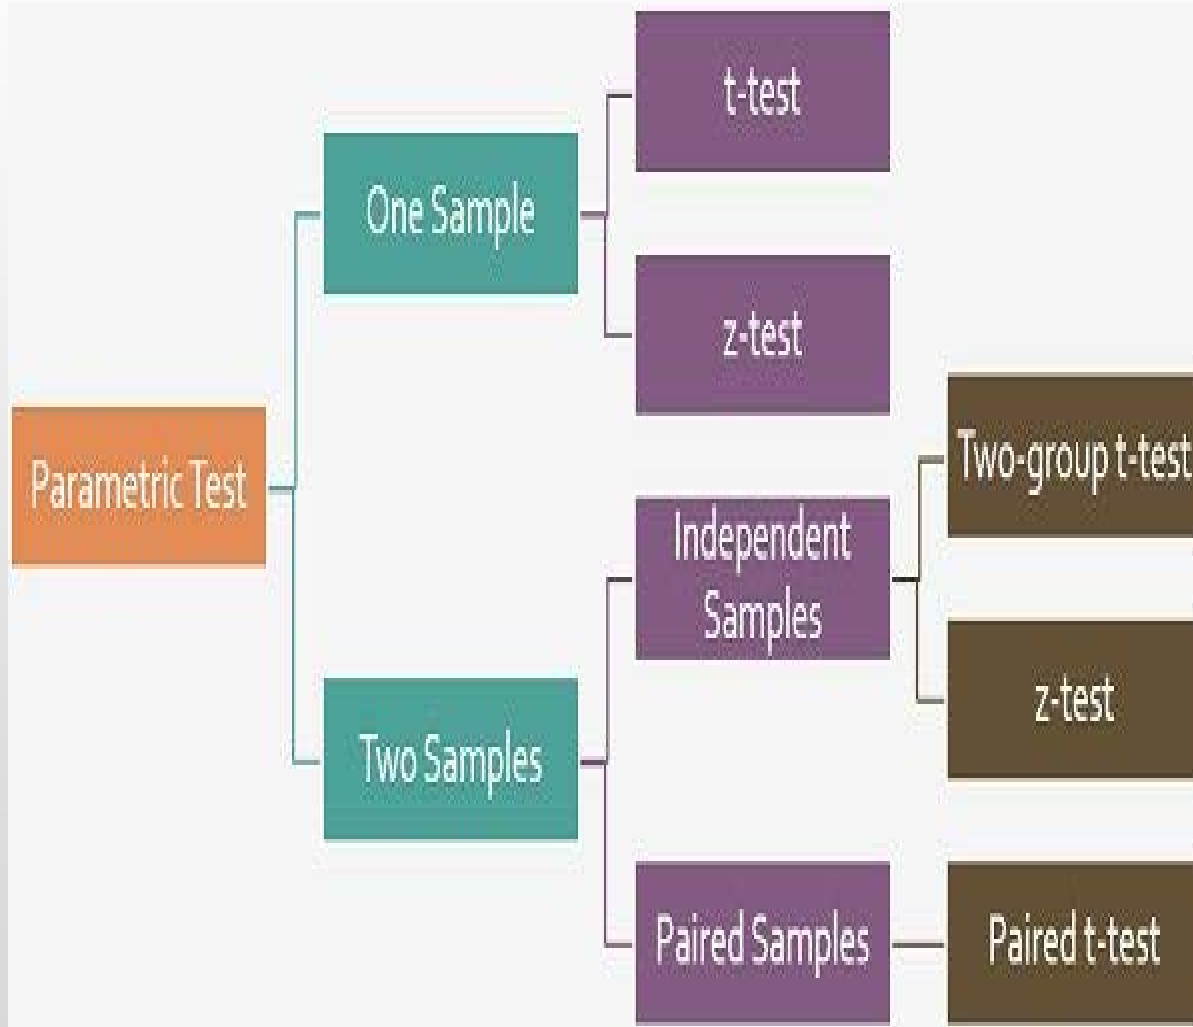 t-test
One Sample
z-test
Parametric Test
Two-group t-test
Independent
Samples
z-test
Two Samples
Paired Samples
Paired t-test